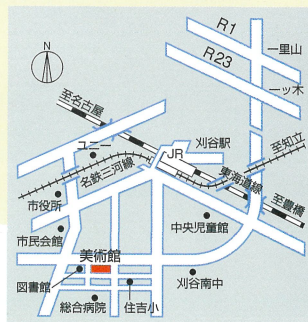 R1
一里山
R23
N
一ッ木
至名古屋
ユニー
刈谷駅
JR
至知立
名鉄三河線
東海道線
至豊橋
市役所
中央児童館
市民会館
美術館
図書館
刈谷南中
総合病院
住吉小